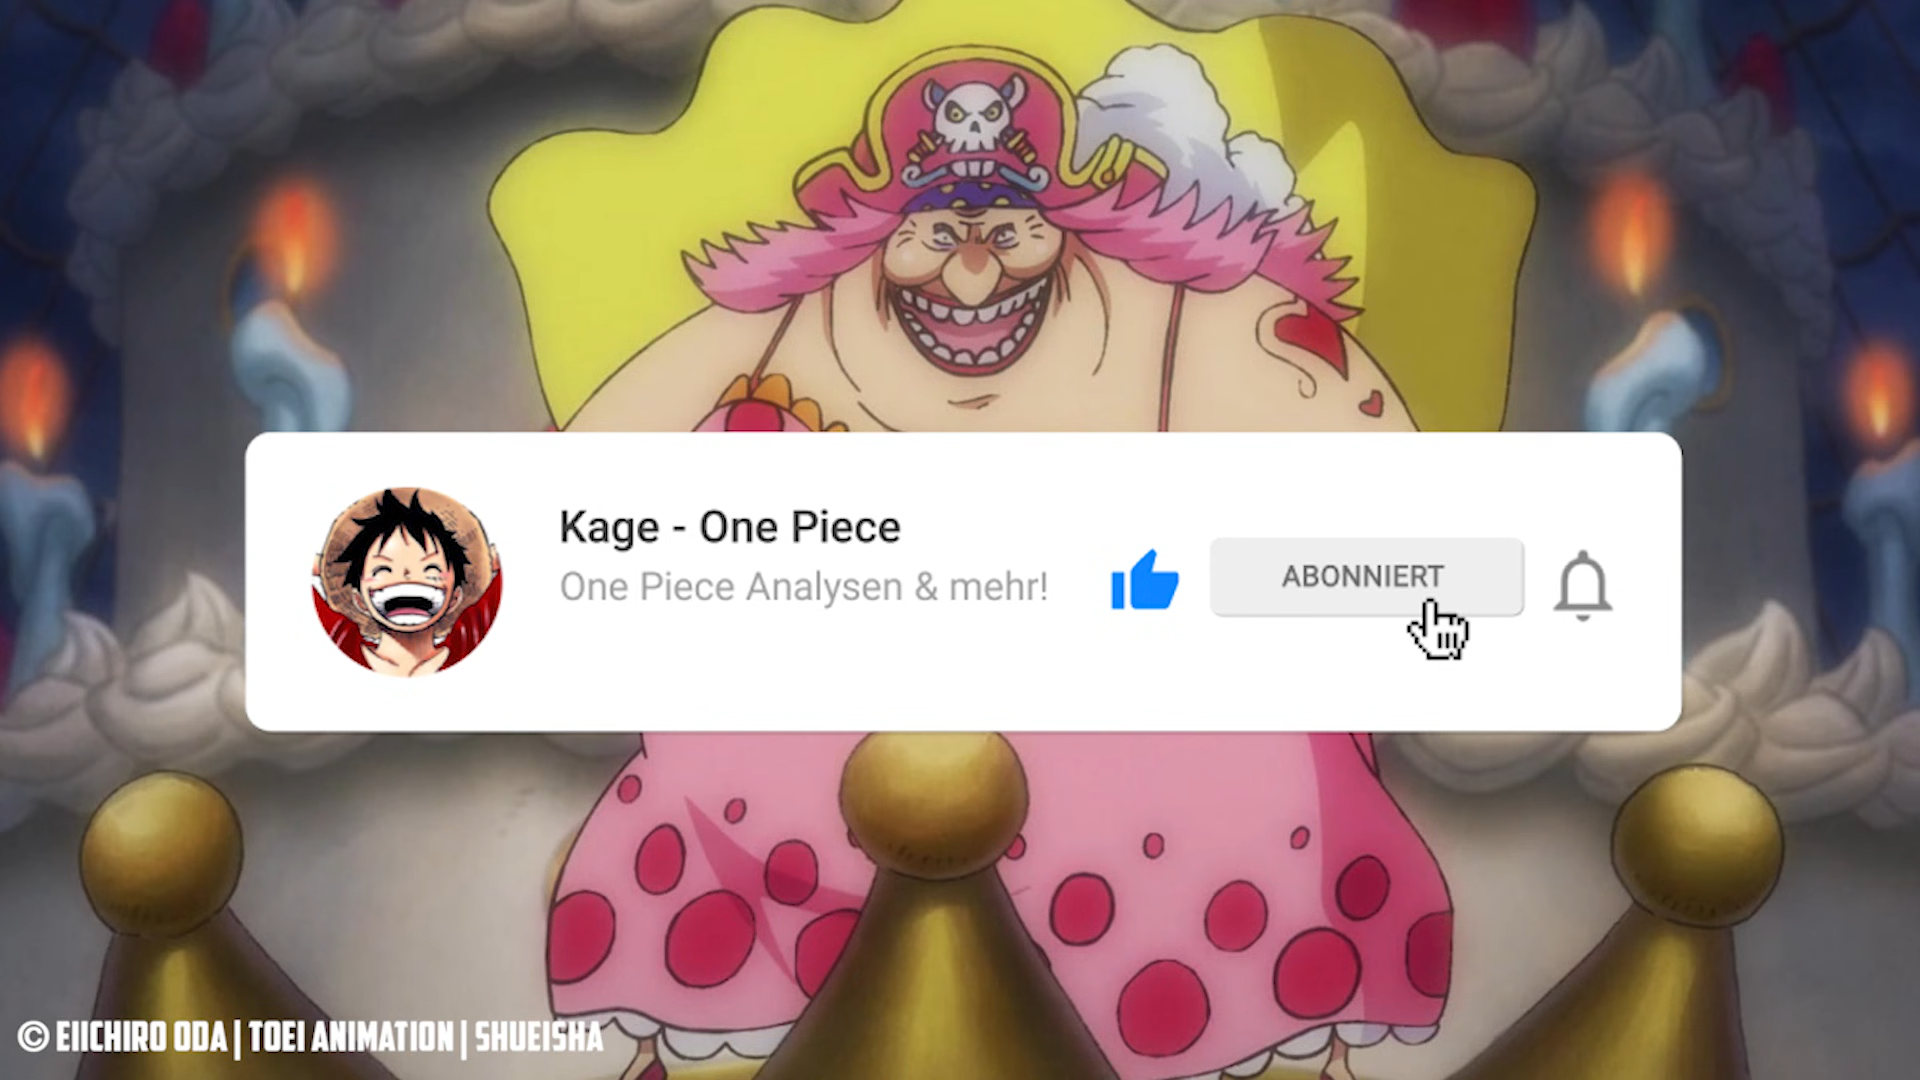 Kage - One Piece
One Piece Analysen & mehr!
ABONNIERT
© EIICHIRO ODA | TOEI ANIMATION | SHUEISHA